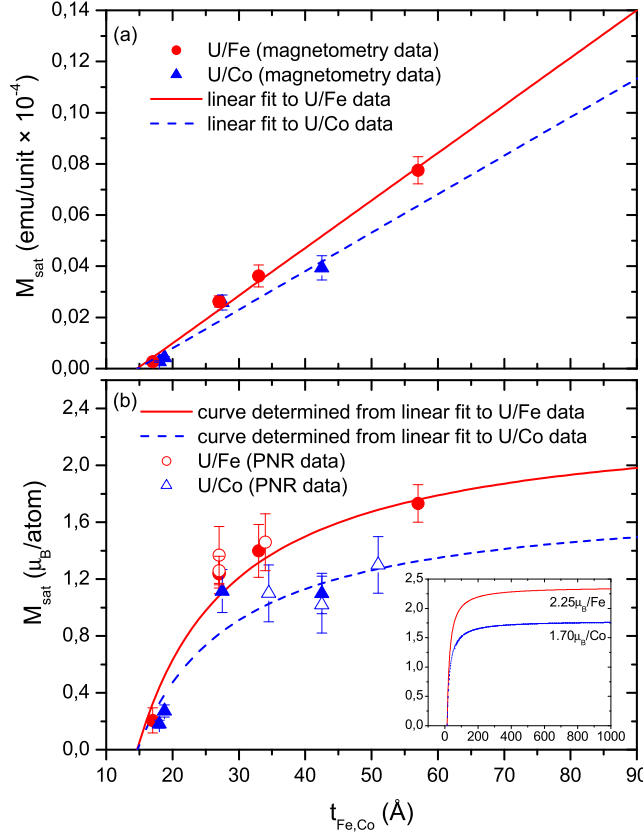 0,14
0,12
0,10
0,08
0,06
0,04
0,02
0,00
M_sat (emu/unit × 10^-4)
(a)
U/Fe (magnetometry data)
U/Co (magnetometry data)
linear fit to U/Fe data
linear fit to U/Co data
(b)
curve determined from linear fit to U/Fe data
curve determined from linear fit to U/Co data
U/Fe (PNR data)
U/Co (PNR data)
2,4
2,0
1,6
1,2
0,8
0,4
0,0
M_sat (μ_B/atom)
2,5
2,0
1,5
1,0
0,5
0,0
2.25μ_B/Fe
1.70μ_B/Co
0 200 400 600 800 1000
10 20 30 40 50 60 70 80 90
t_Fe,Co (Å)